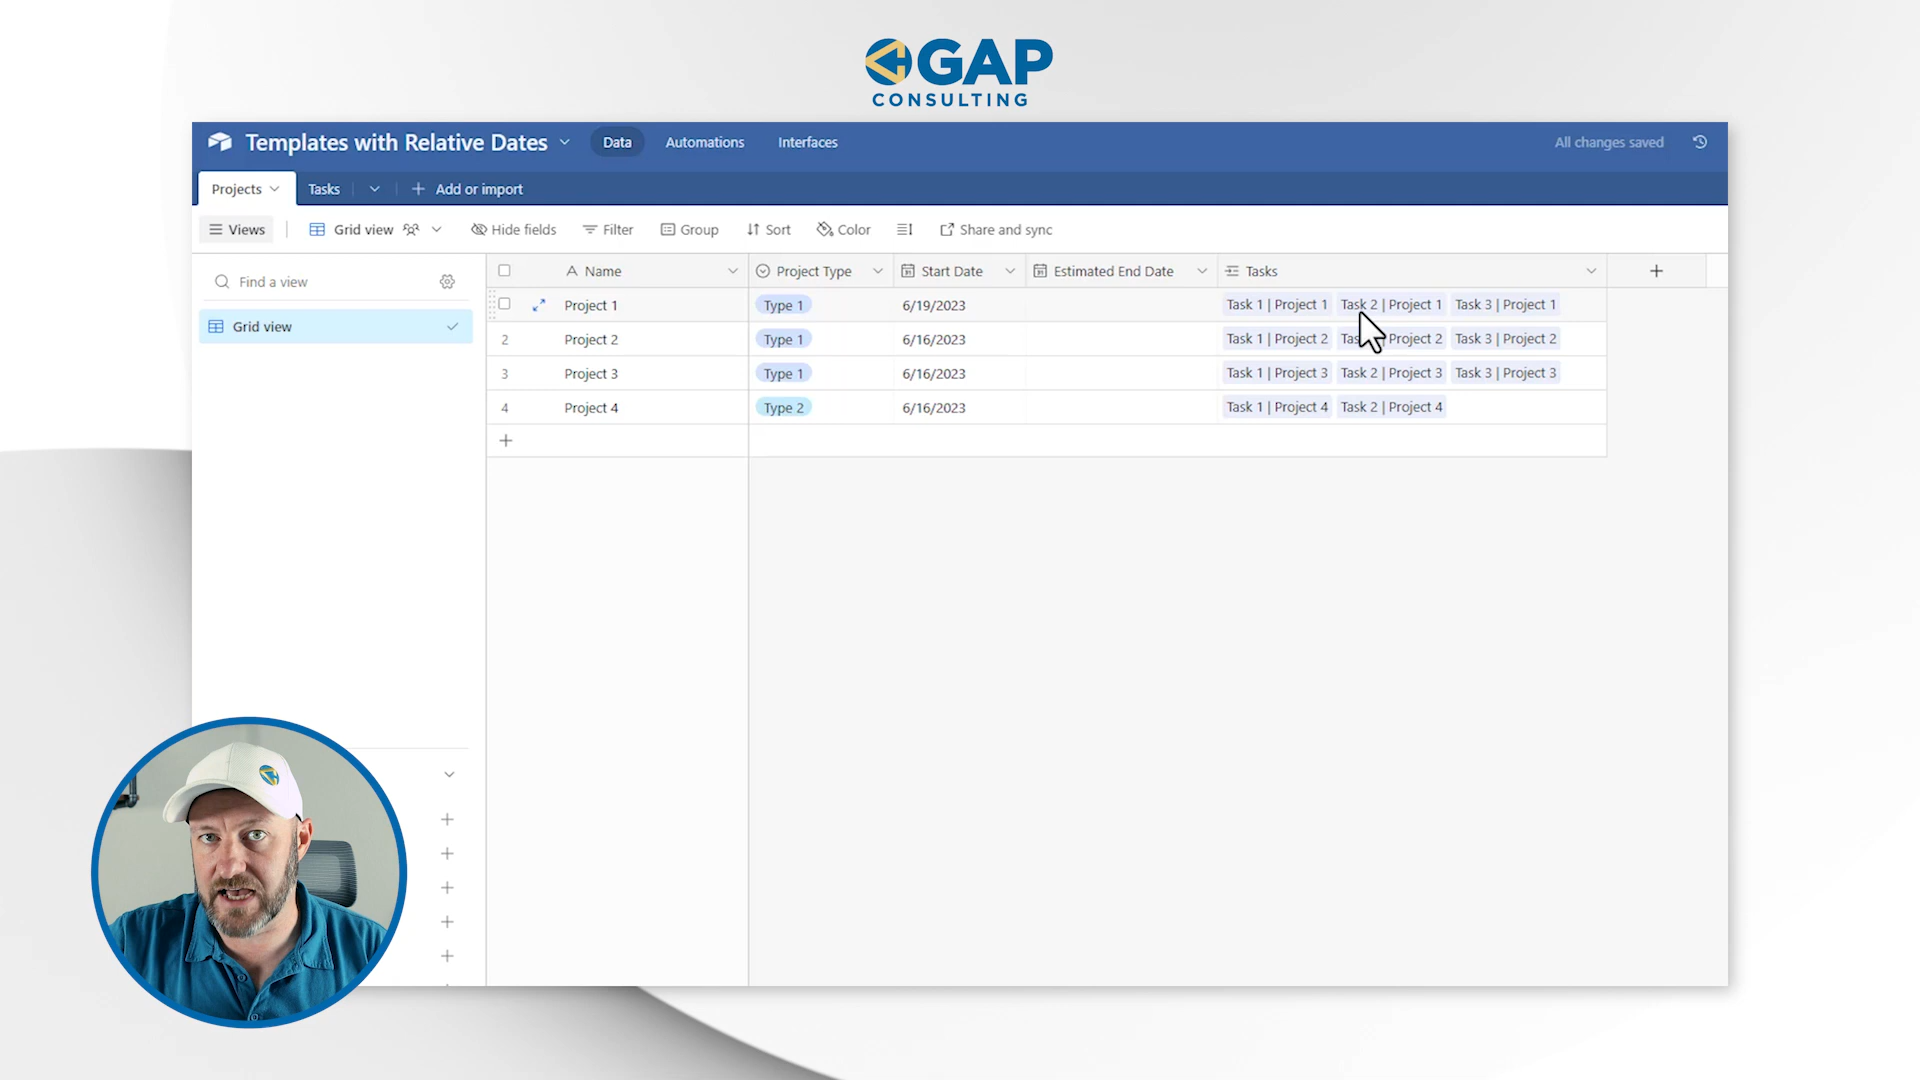 GAP
CONSULTING
Templates with Relative Dates Data Automations Interfaces All changes saved
Projects Tasks Add or import
Views Grid view Hide fields Filter Group Sort Color Share and sync
Find a view
Grid view
Name Project Type Start Date Estimated End Date Tasks
Project 1 Type 1 6/19/2023 Task 1 | Project 1 Task 2 | Project 1 Task 3 | Project 1
2 Project 2 Type 1 6/16/2023 Task 1 | Project 2 Project 2 Task 3 | Project 2
3 Project 3 Type 1 6/16/2023 Task 1 | Project 3 Task 2 | Project 3 Task 3 | Project 3
4 Project 4 Type 2 6/16/2023 Task 1 | Project 4 Task 2 | Project 4